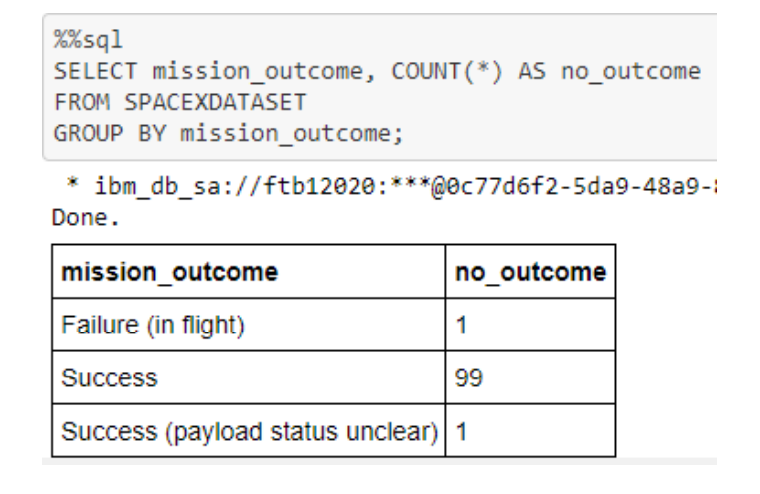 %%sql
SELECT mission_outcome, COUNT(*) AS no_outcome
FROM SPACEXDATASET
GROUP BY mission_outcome;
* ibm_db_sa://ftb12020:***@0c77d6f2-5da9-48a9-
Done.
mission_outcome no_outcome
Failure (in flight) 1
Success 99
Success (payload status unclear) 1